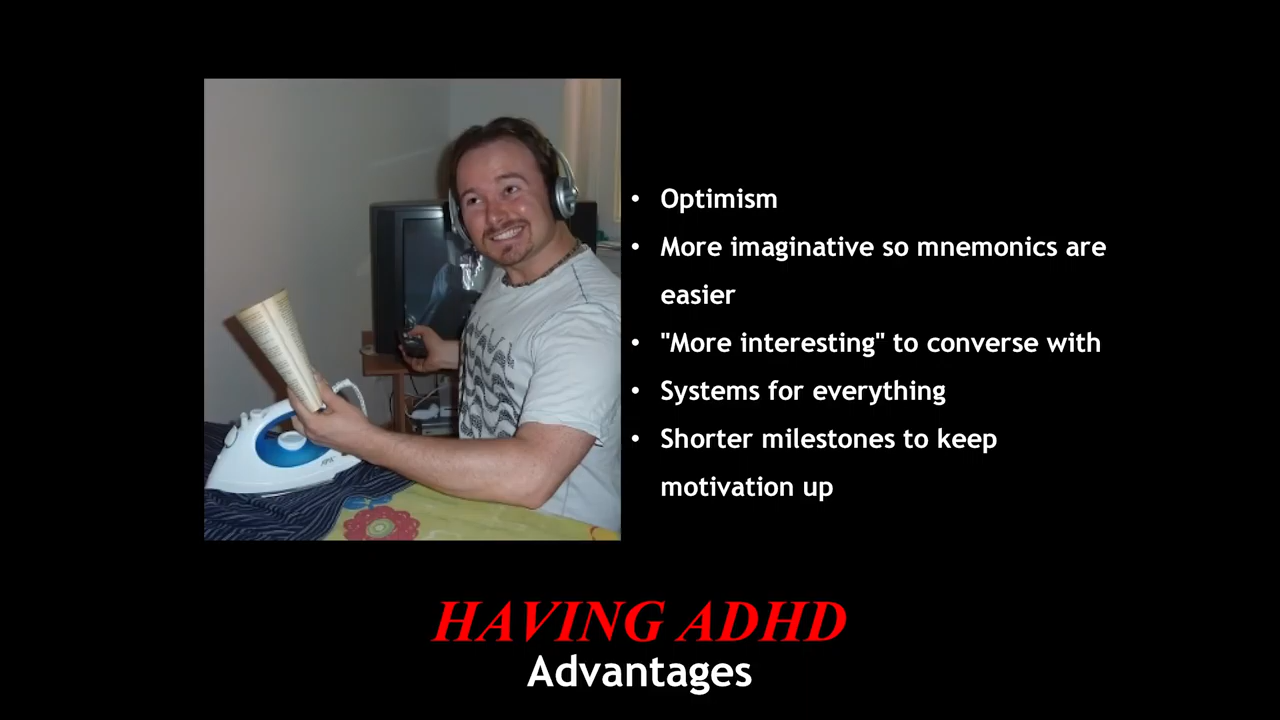 • Optimism
• More imaginative so mnemonics are
easier
• "More interesting" to converse with
• Systems for everything
• Shorter milestones to keep
motivation up
HAVING ADHD
Advantages